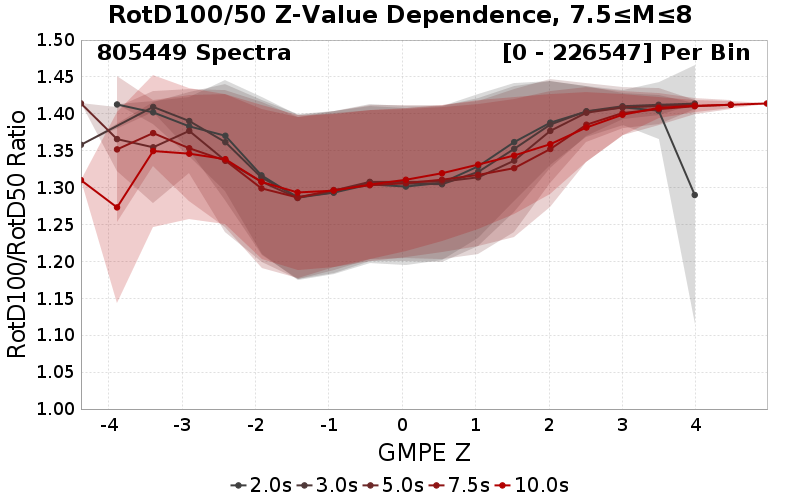 RotD100/50 Z-Value Dependence, 7.5≤M≤8
805449 Spectra [0 - 226547] Per Bin
RotD100/RotD50 Ratio
1.50
1.45
1.40
1.35
1.30
1.25
1.20
1.15
1.10
1.05
1.00
-4 -3 -2 -1 0 1 2 3 4
GMPE Z
2.0s 3.0s 5.0s 7.5s 10.0s